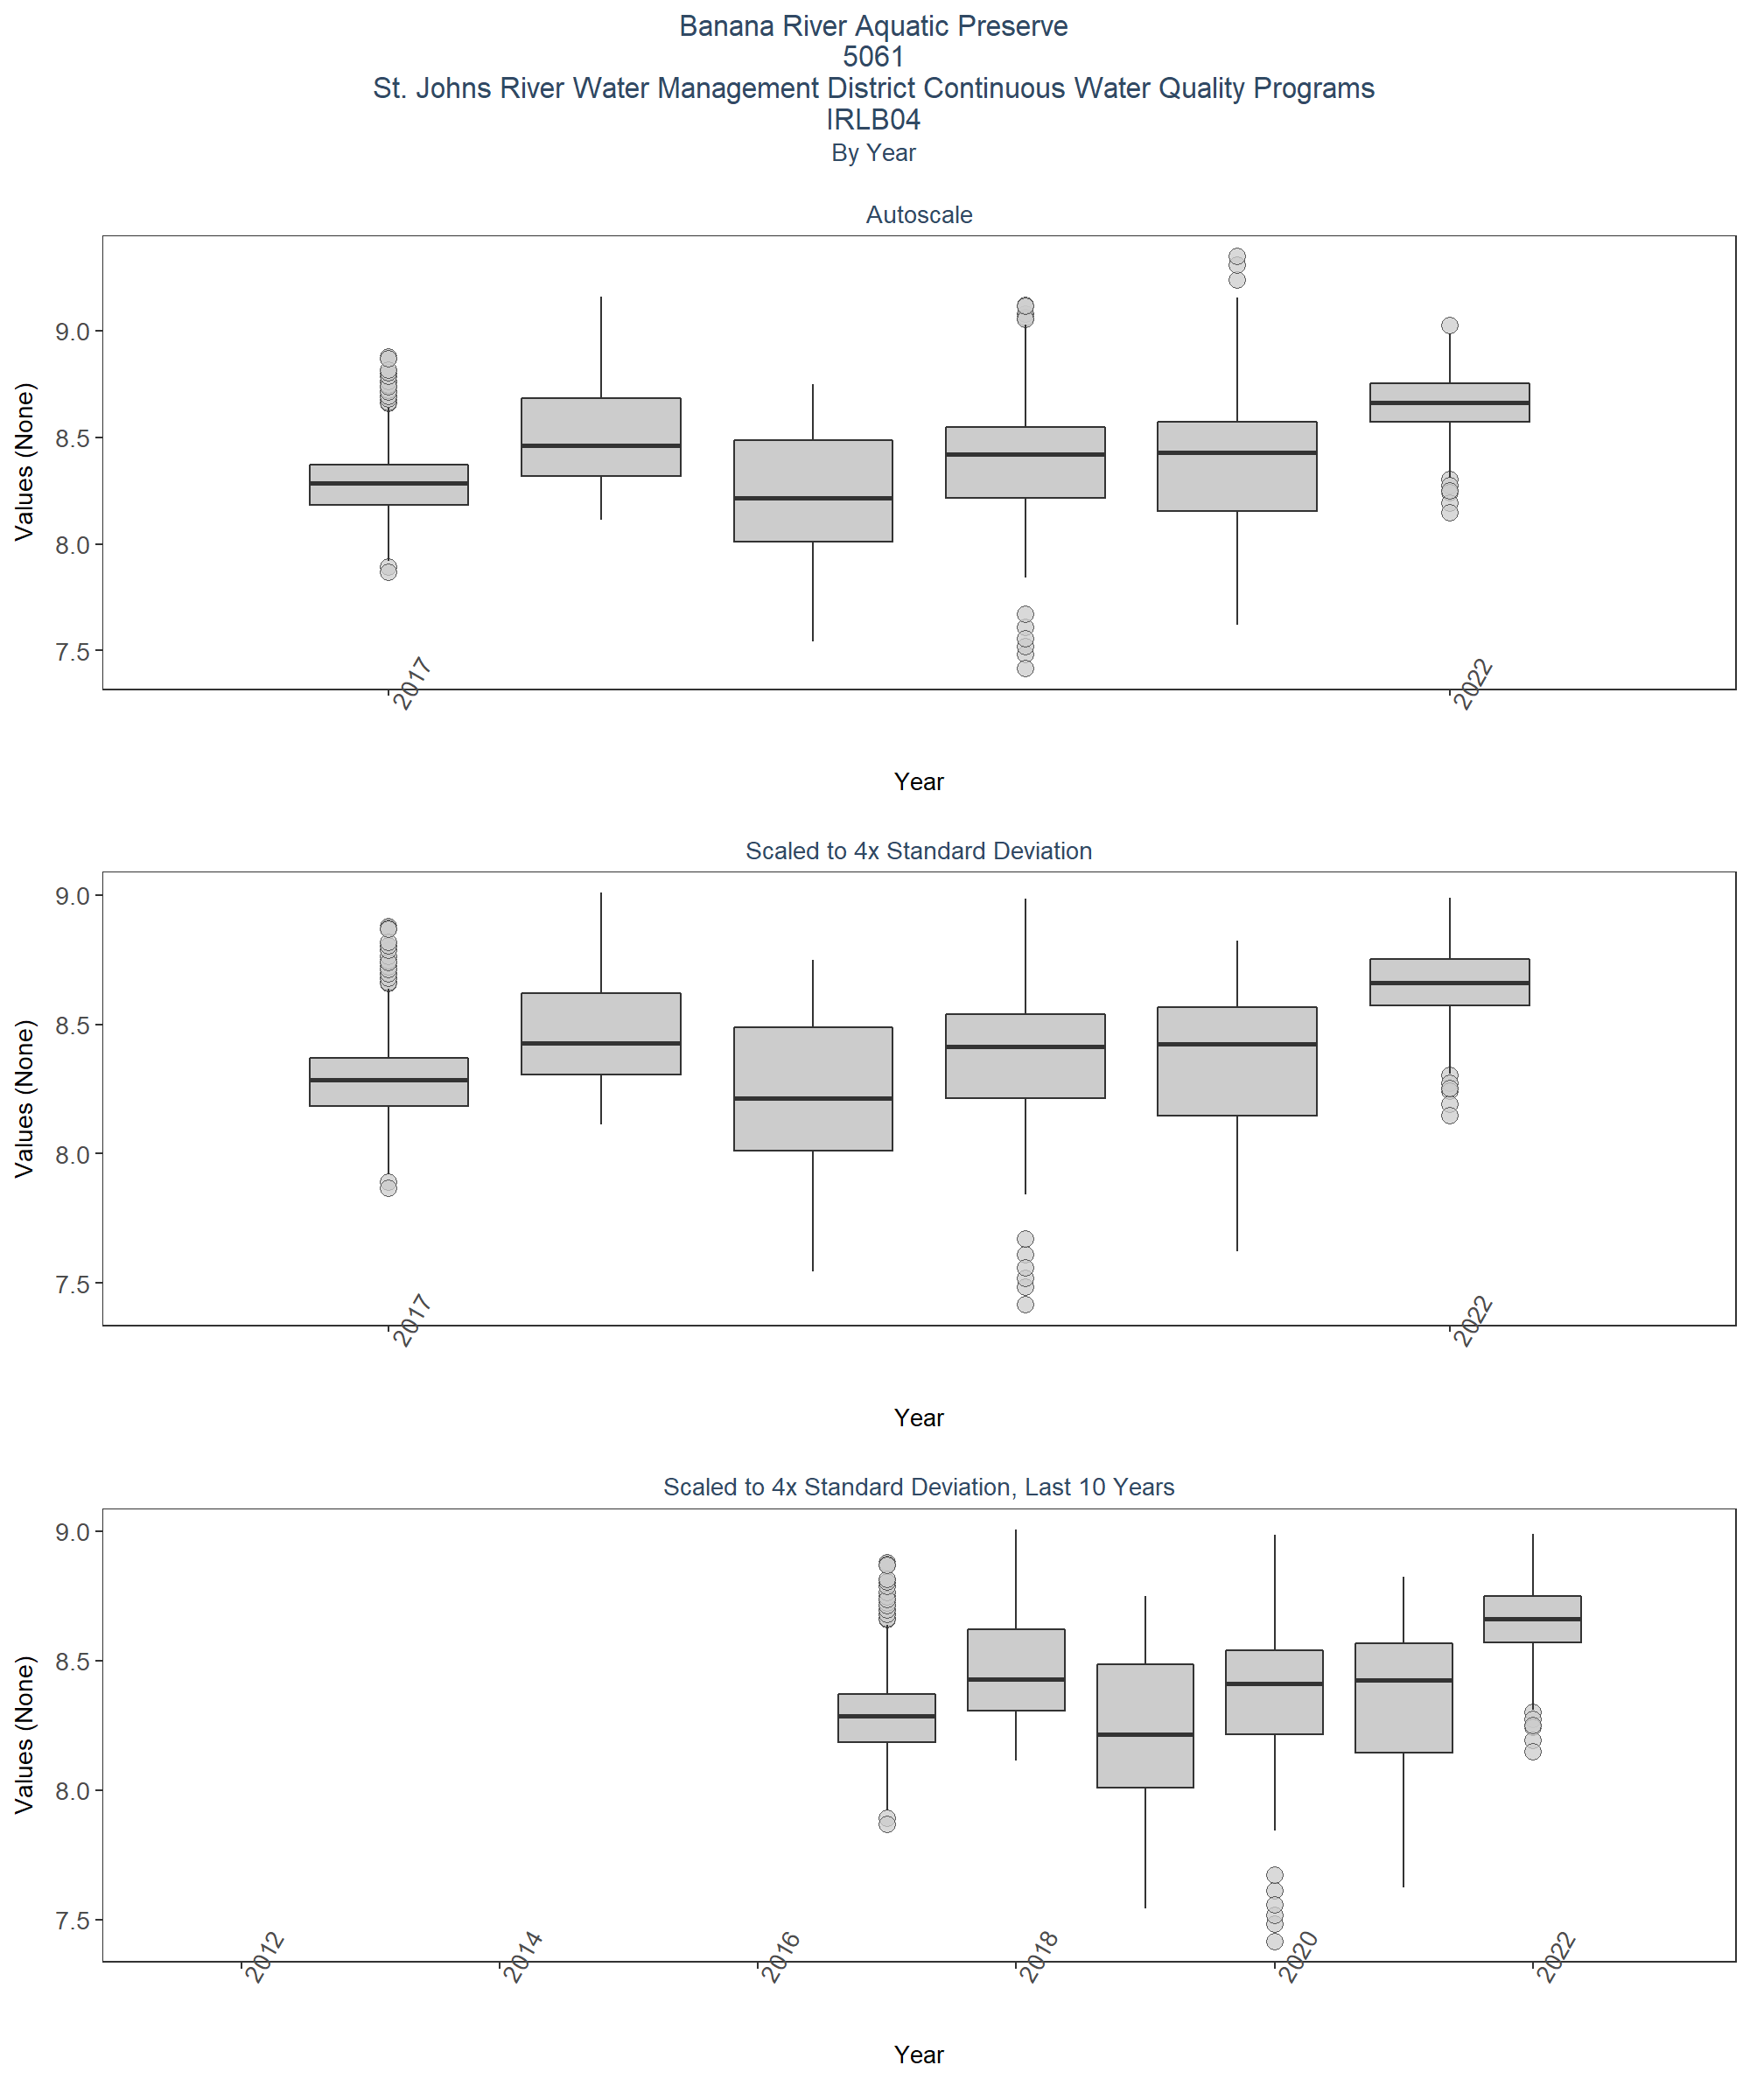 Banana River Aquatic Preserve
5061
St. Johns River Water Management District Continuous Water Quality Programs
IRLB04
By Year
Autoscale
Values (None)
9.0
8.5
8.0
7.5
2017
2022
Year
Scaled to 4x Standard Deviation
Values (None)
9.0
8.5
8.0
7.5
2017
2022
Year
Scaled to 4x Standard Deviation, Last 10 Years
Values (None)
9.0
8.5
8.0
7.5
2012
2014
2016
2018
2020
2022
Year